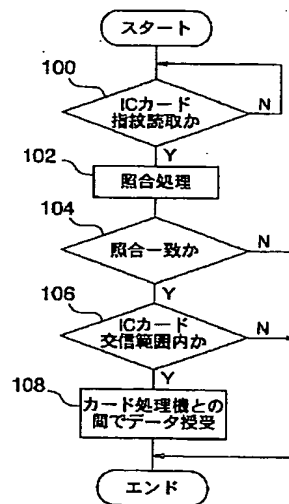 スタート
100
ICカード
指紋読取か
N
Y
102
照合処理
104
照合一致か
N
Y
106
ICカード
交信範囲内か
N
Y
108
カード処理機との
間でデータ授受
エンド